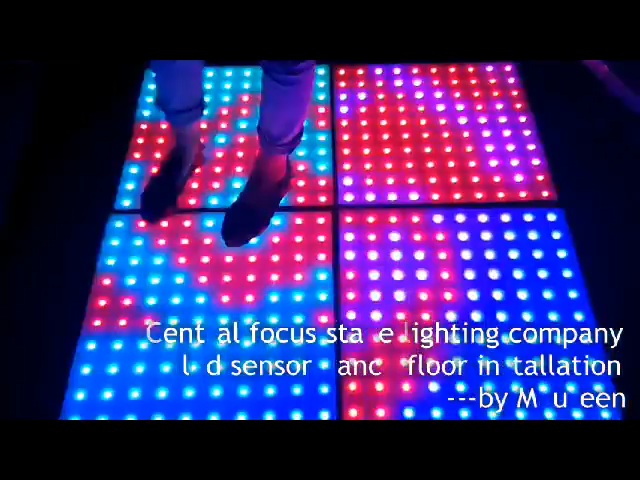 Cent al focus sta e lighting company
l d sensor anc floor in tallation
---by M u een